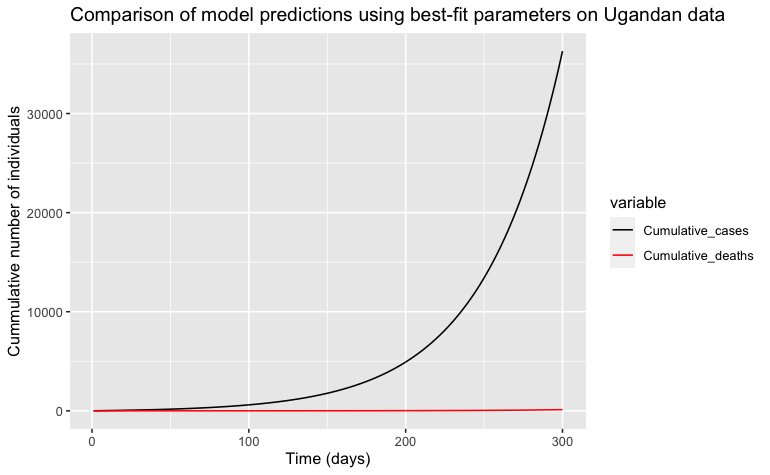 Comparison of model predictions using best-fit parameters on Ugandan data
Cummulative number of individuals
30000
20000
10000
0
0 100 200 300
Time (days)
variable
Cumulative_cases
Cumulative_deaths